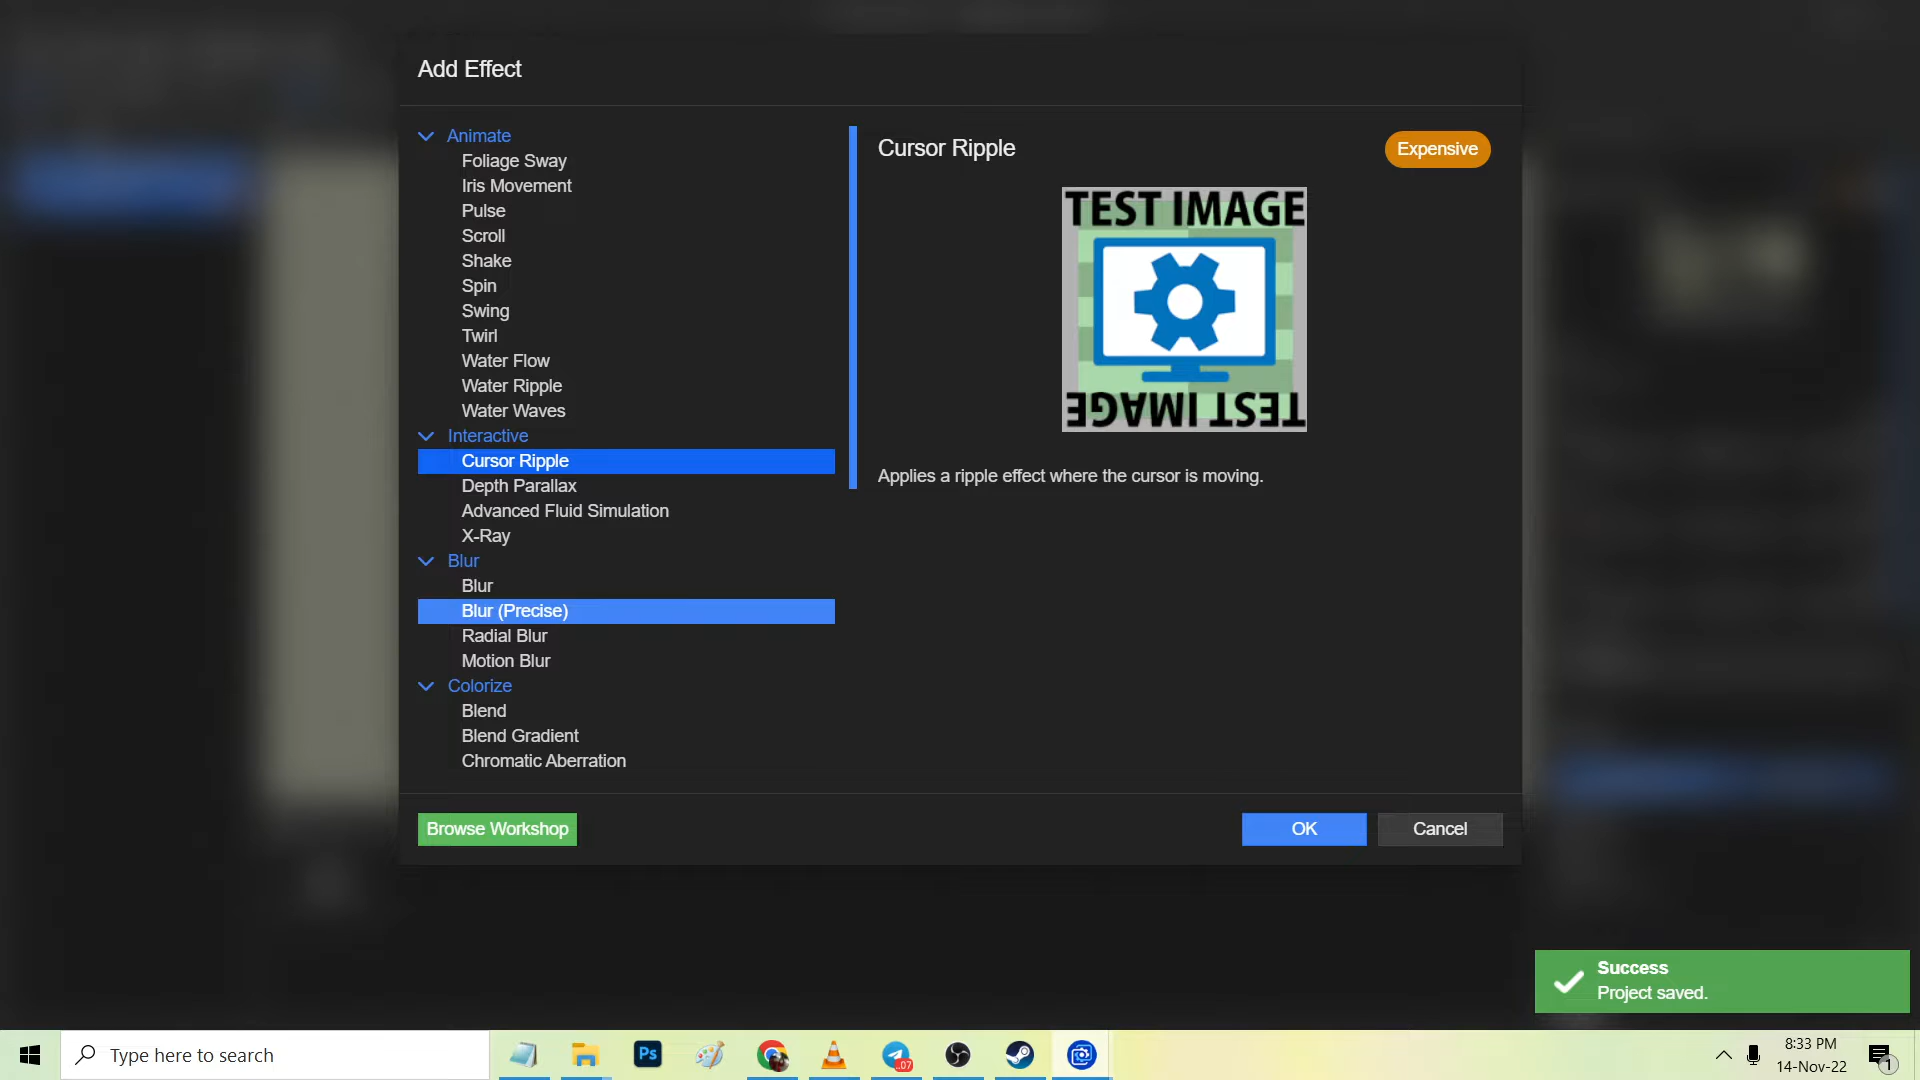 Add Effect
Animate
Foliage Sway
Iris Movement
Pulse
Scroll
Shake
Spin
Swing
Twirl
Water Flow
Water Ripple
Water Waves
Interactive
Cursor Ripple
Depth Parallax
Advanced Fluid Simulation
X-Ray
Blur
Blur
Blur (Precise)
Radial Blur
Motion Blur
Colorize
Blend
Blend Gradient
Chromatic Aberration
Cursor Ripple
Expensive
TEST IMAGE
TEST IMAGE
Applies a ripple effect where the cursor is moving.
Browse Workshop
OK
Cancel
Success
Project saved.
Type here to search
Ps
..07
8:33 PM
14-Nov-22
1